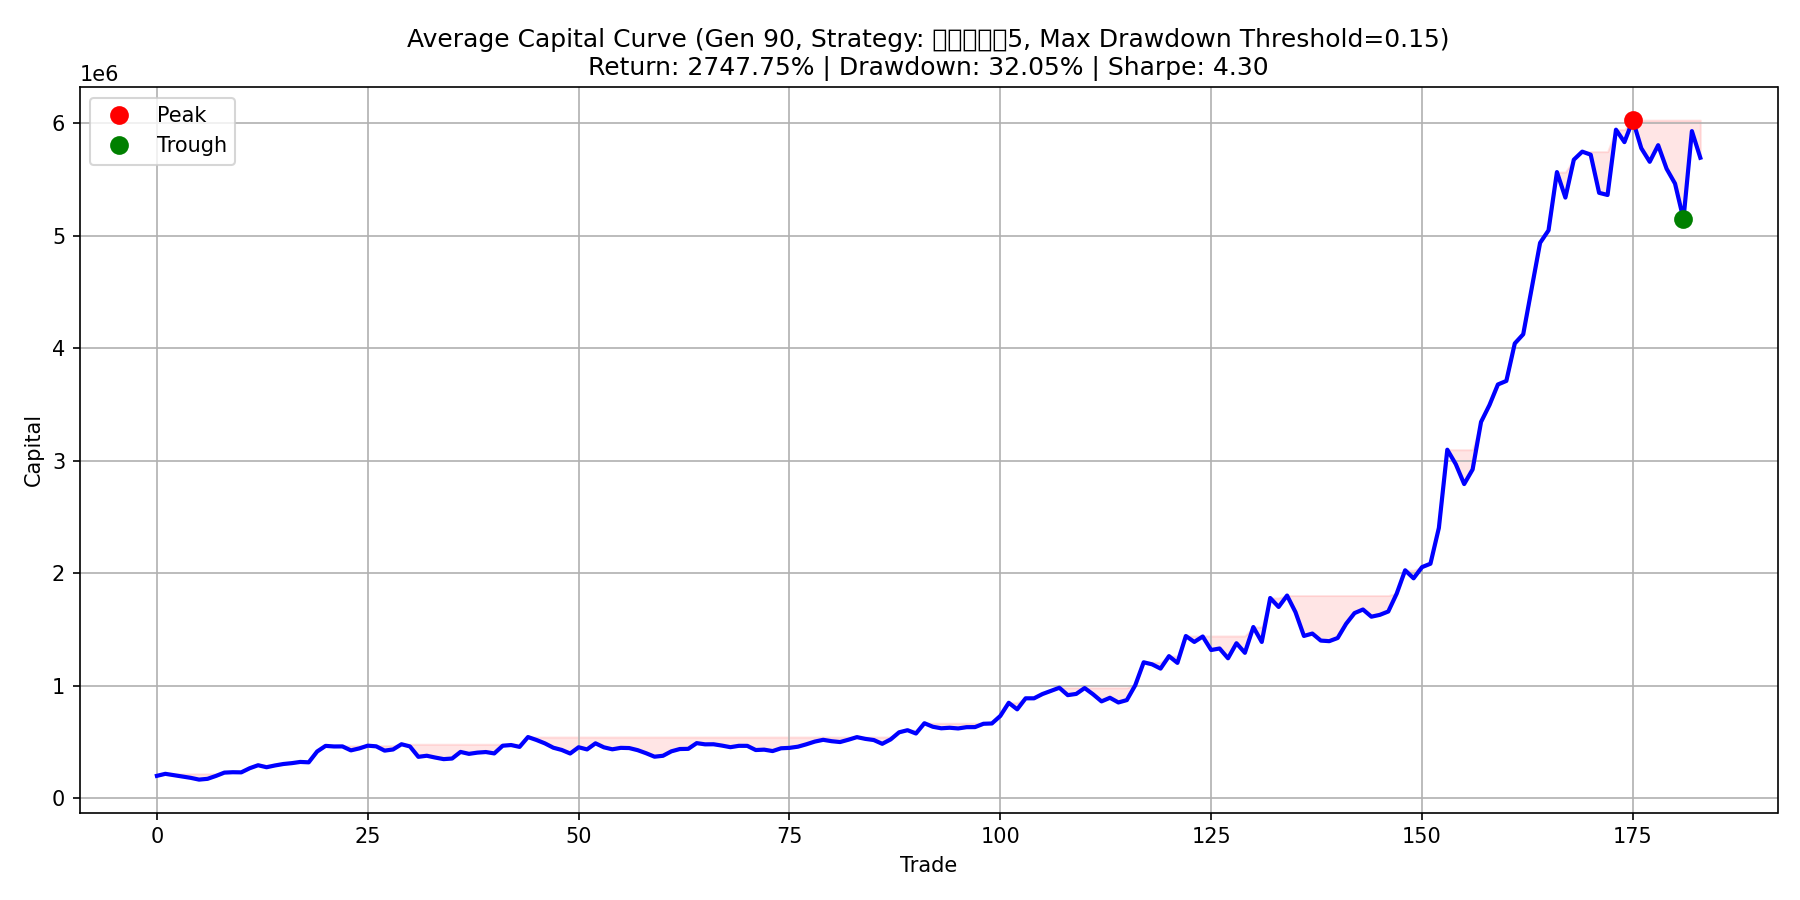 Average Capital Curve (Gen 90, Strategy: 5, Max Drawdown Threshold=0.15)
Return: 2747.75% | Drawdown: 32.05% | Sharpe: 4.30
1e6
Peak
Trough
6
5
4
3
2
1
0
Capital
0 25 50 75 100 125 150 175
Trade